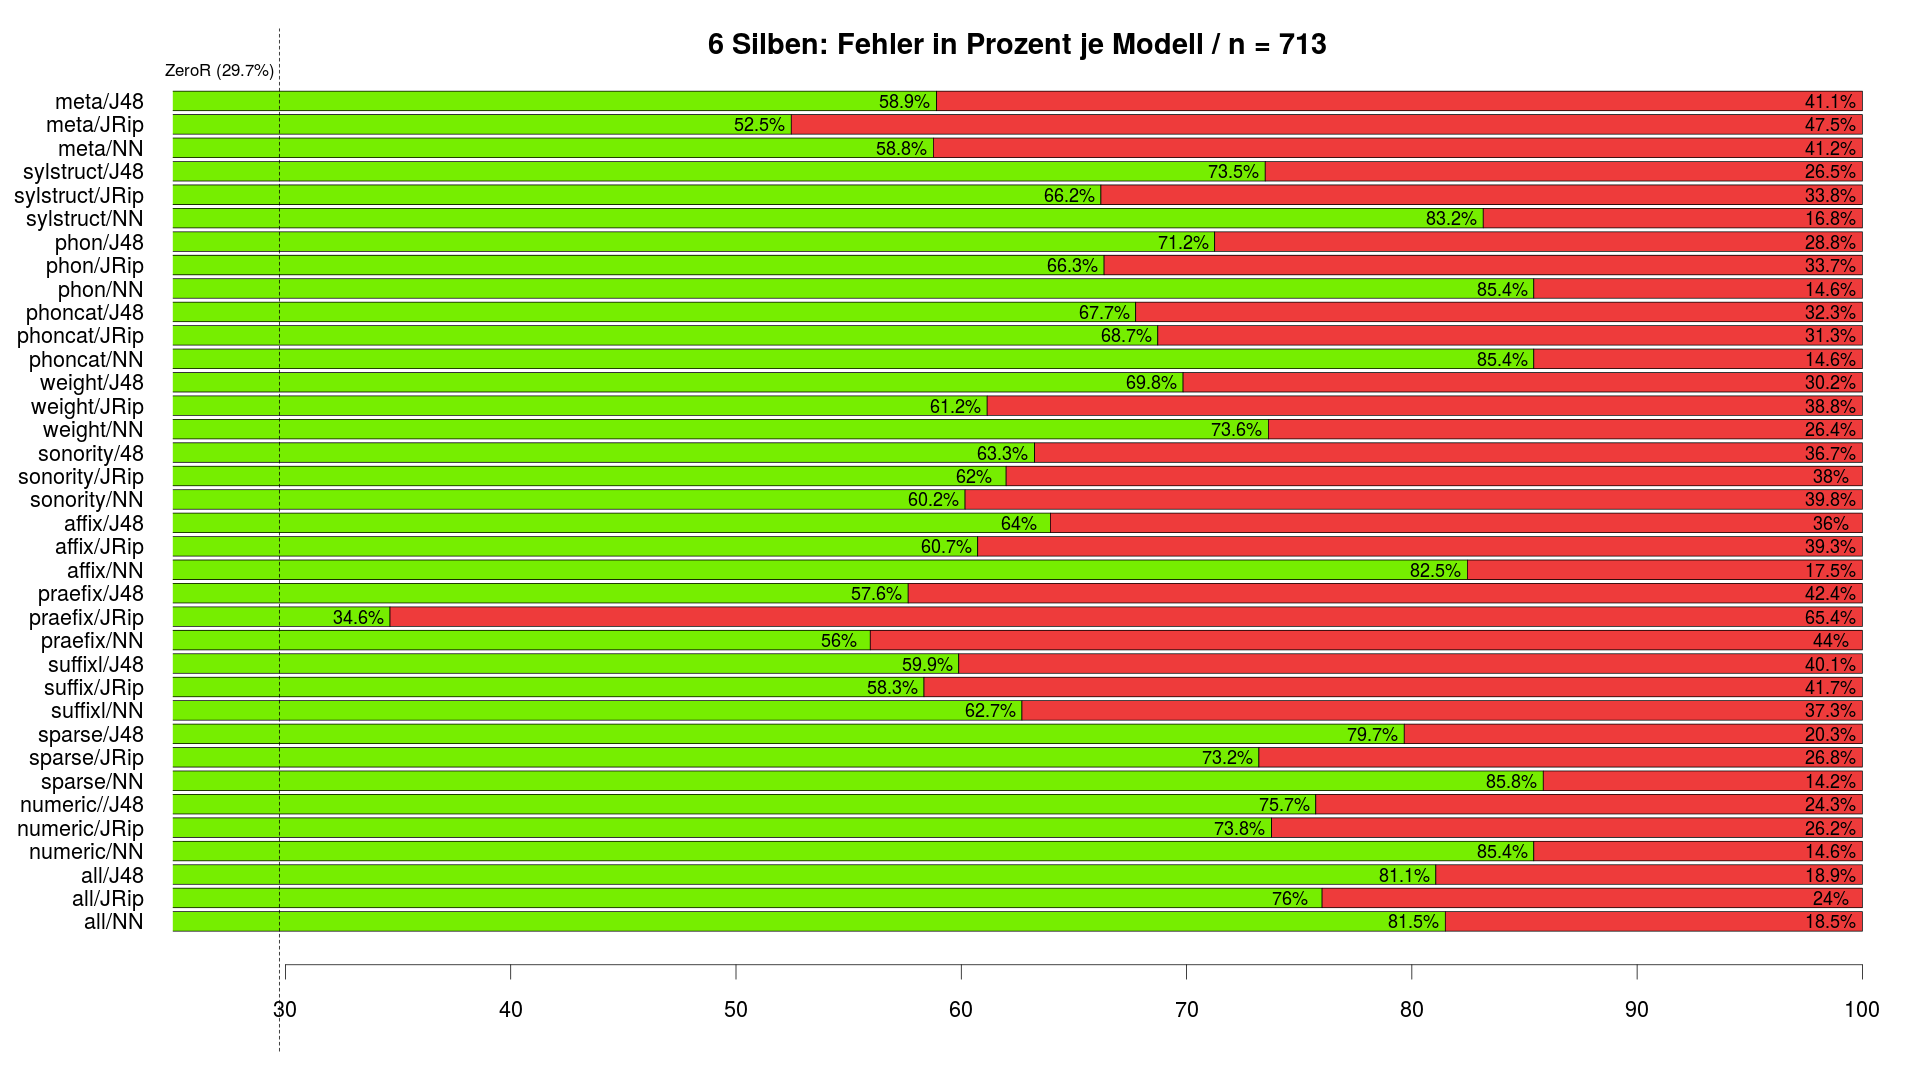 6 Silben: Fehler in Prozent je Modell / n = 713
ZeroR (29.7%)
meta/J48 58.9% 41.1%
meta/JRip 52.5% 47.5%
meta/NN 58.8% 41.2%
sylstruct/J48 73.5% 26.5%
sylstruct/JRip 66.2% 33.8%
sylstruct/NN 83.2% 16.8%
phon/J48 71.2% 28.8%
phon/JRip 66.3% 33.7%
phon/NN 85.4% 14.6%
phoncat/J48 67.7% 32.3%
phoncat/JRip 68.7% 31.3%
phoncat/NN 85.4% 14.6%
weight/J48 69.8% 30.2%
weight/JRip 61.2% 38.8%
weight/NN 73.6% 26.4%
sonority/48 63.3% 36.7%
sonority/JRip 62% 38%
sonority/NN 60.2% 39.8%
affix/J48 64% 36%
affix/JRip 60.7% 39.3%
affix/NN 82.5% 17.5%
praefix/J48 57.6% 42.4%
praefix/JRip 34.6% 65.4%
praefix/NN 56% 44%
suffixl/J48 59.9% 40.1%
suffix/JRip 58.3% 41.7%
suffixl/NN 62.7% 37.3%
sparse/J48 79.7% 20.3%
sparse/JRip 73.2% 26.8%
sparse/NN 85.8% 14.2%
numeric//J48 75.7% 24.3%
numeric/JRip 73.8% 26.2%
numeric/NN 85.4% 14.6%
all/J48 81.1% 18.9%
all/JRip 76% 24%
all/NN 81.5% 18.5%
30 40 50 60 70 80 90 100